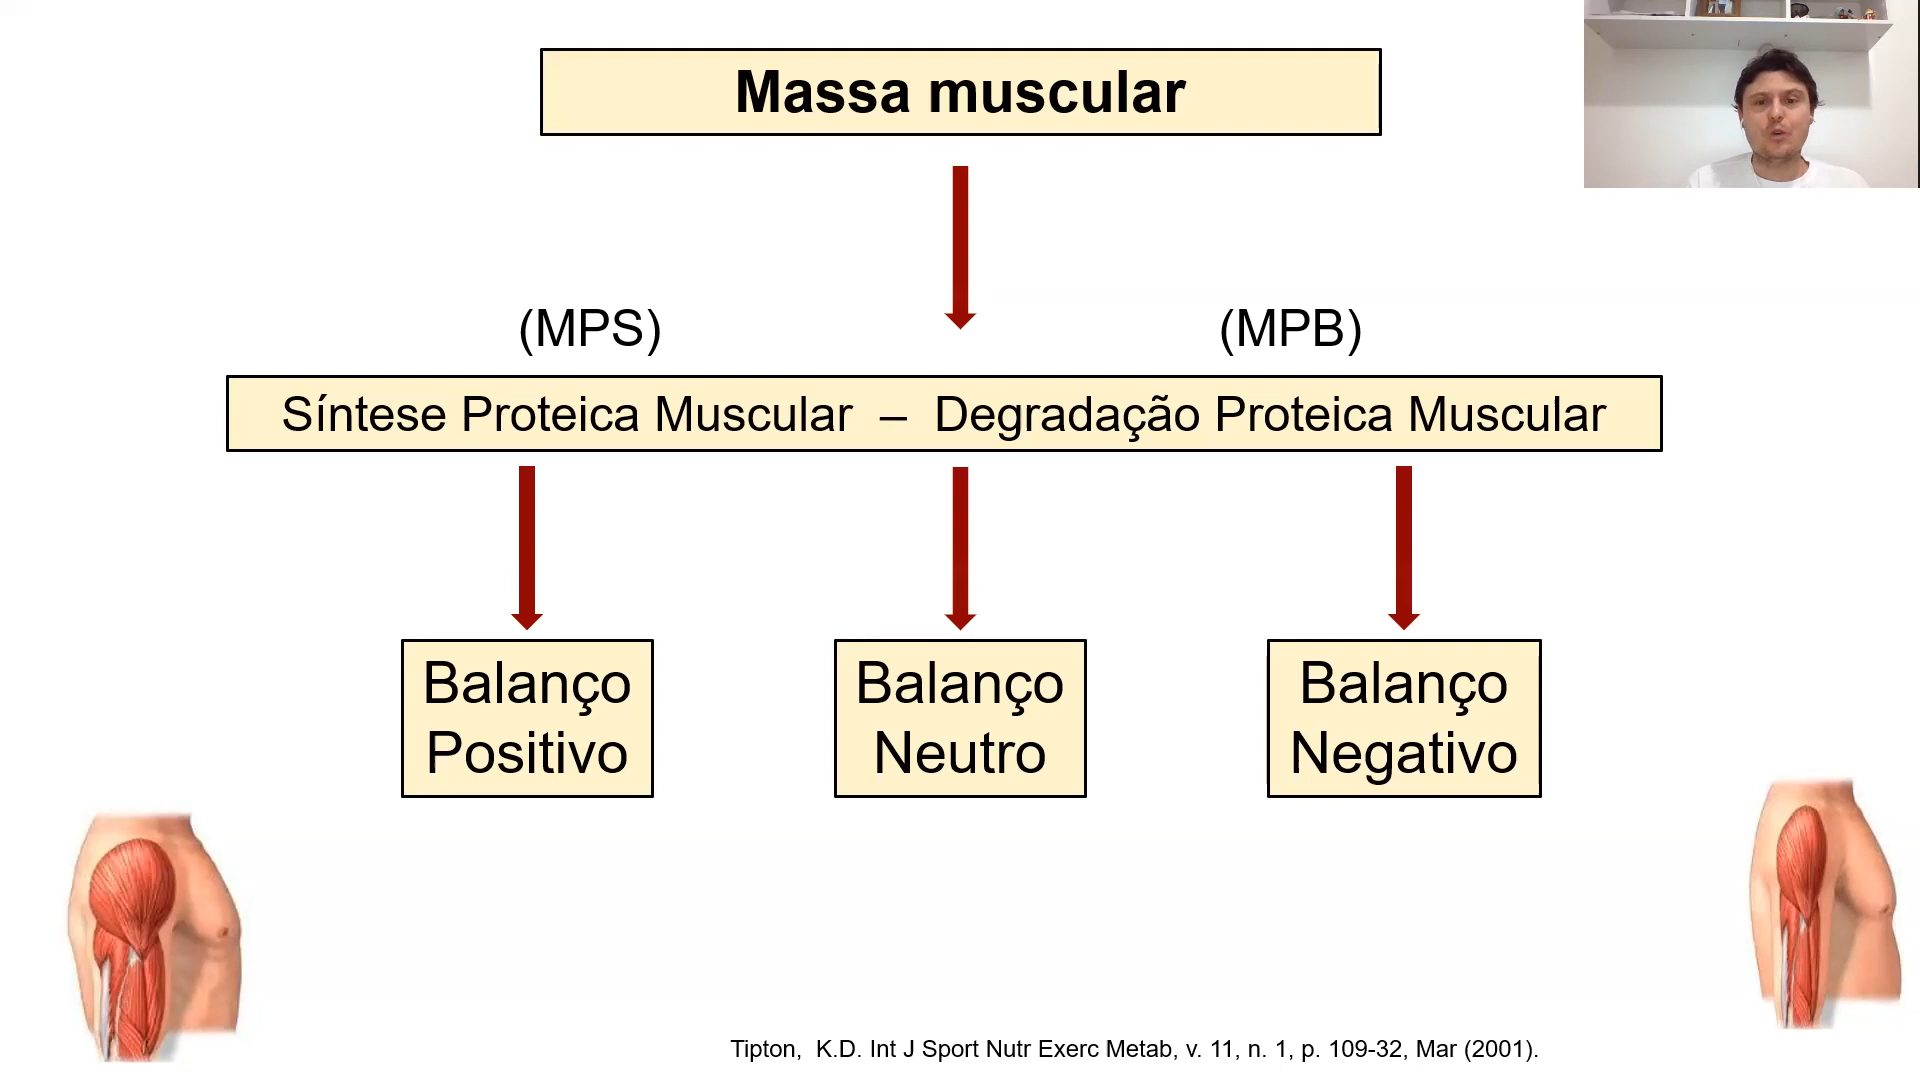 Massa muscular
(MPS) (MPB)
Síntese Proteica Muscular – Degradação Proteica Muscular
Balanço
Positivo
Balanço
Neutro
Balanço
Negativo
Tipton, K.D. Int J Sport Nutr Exerc Metab, v. 11, n. 1, p. 109-32, Mar (2001).